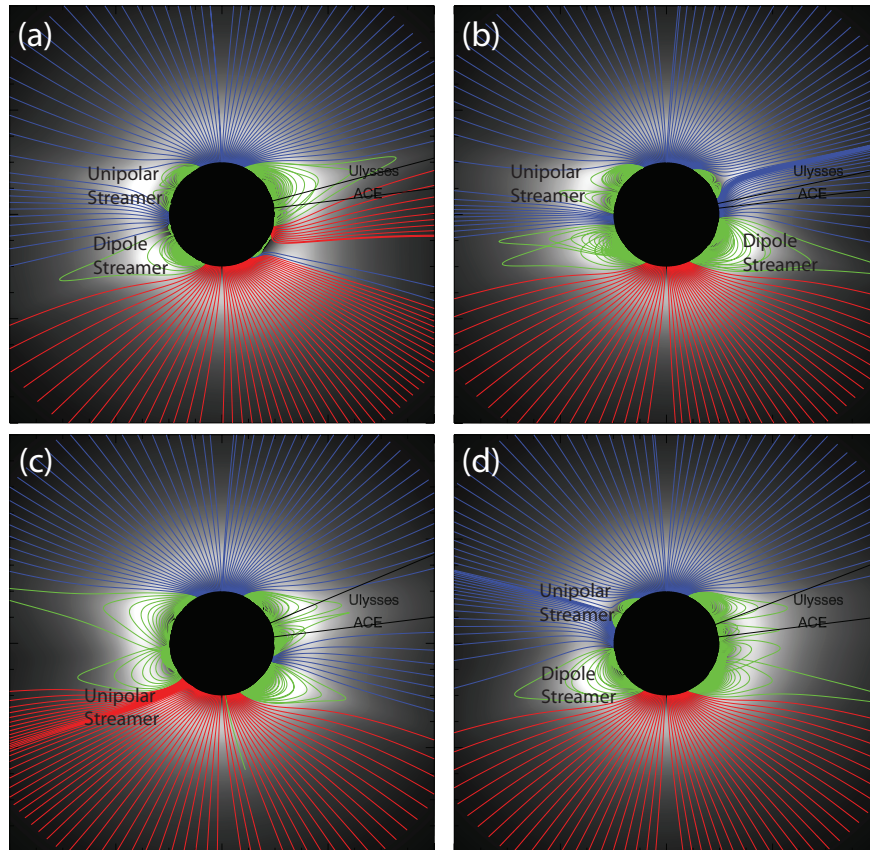 (a)
Unipolar
Streamer
Ulysses
ACE
Dipole
Streamer
(b)
Unipolar
Streamer
Ulysses
ACE
Dipole
Streamer
(c)
Ulysses
ACE
Unipolar
Streamer
(d)
Unipolar
Streamer
Ulysses
ACE
Dipole
Streamer